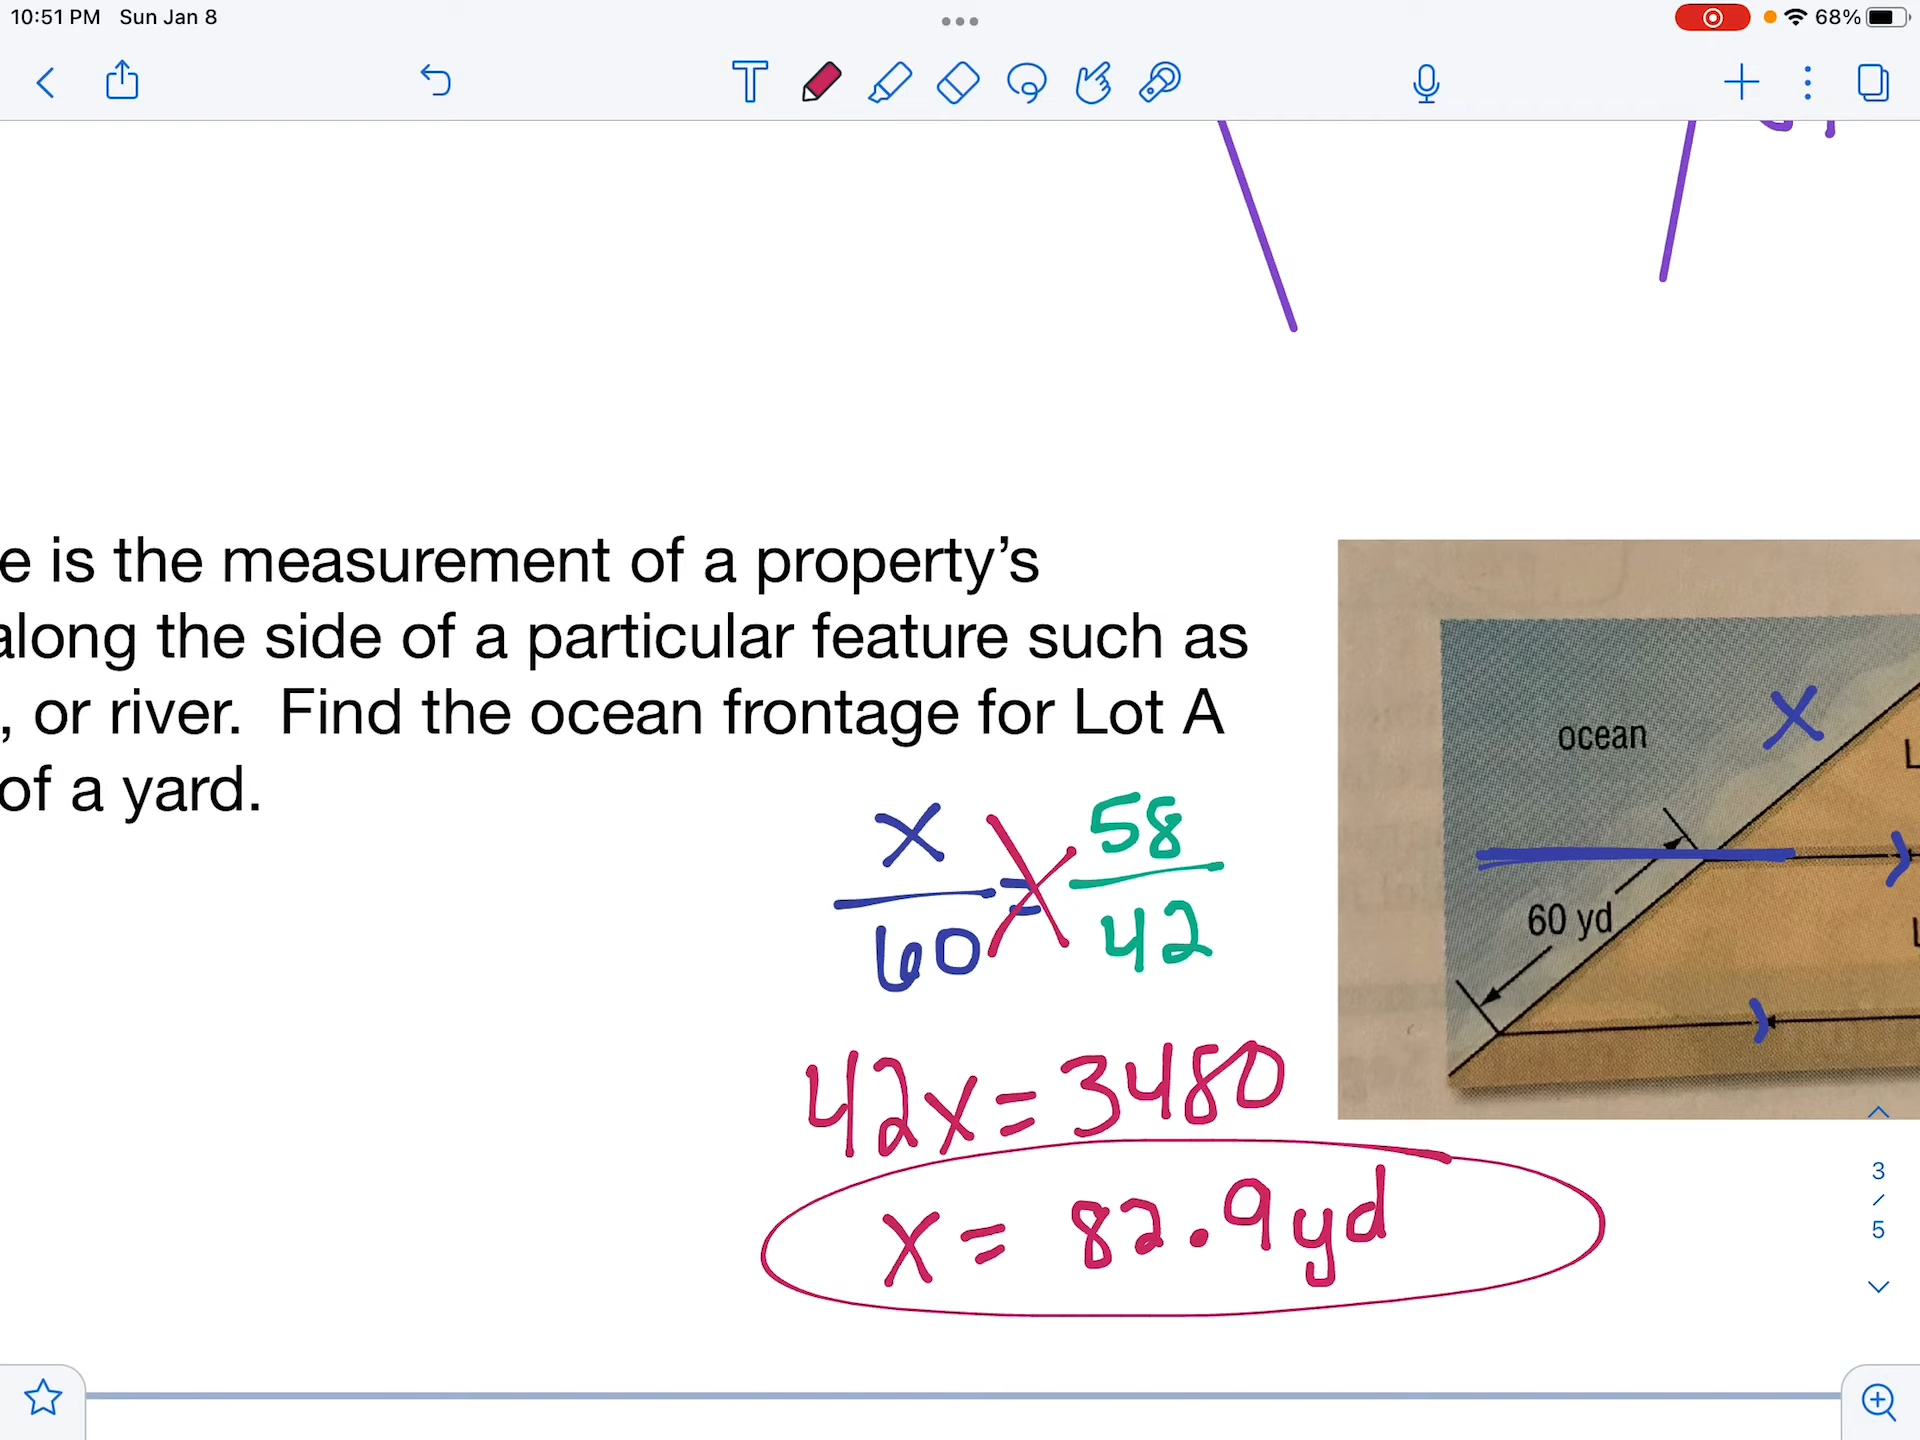 10:51 PM Sun Jan 8
68%
e is the measurement of a property’s
along the side of a particular feature such as
, or river. Find the ocean frontage for Lot A
of a yard.
x/60 = 58/42
42x = 3480
x = 82.9yd
ocean
X
L
60 yd
L
3
/
5